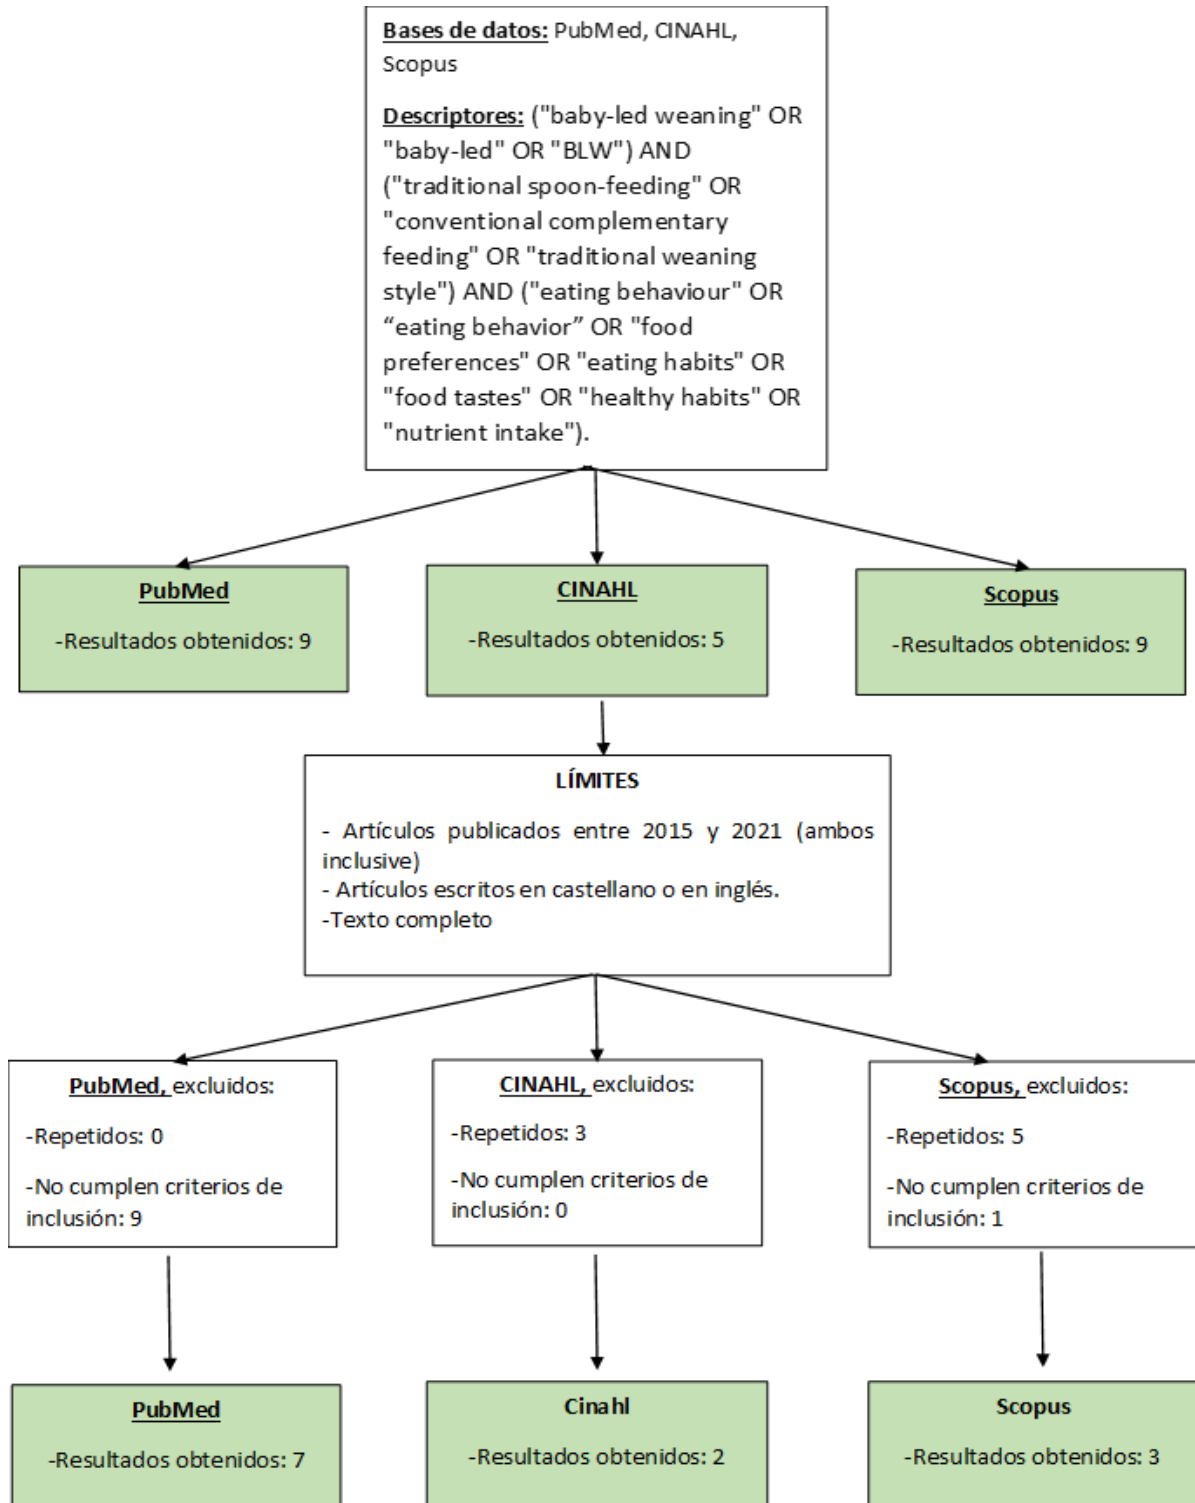 Bases de datos: PubMed, CINAHL,
Scopus
Descriptores: ("baby-led weaning" OR
"baby-led" OR "BLW") AND
("traditional spoon-feeding" OR
"conventional complementary
feeding" OR "traditional weaning
style") AND ("eating behaviour" OR
“eating behavior” OR "food
preferences" OR "eating habits" OR
"food tastes" OR "healthy habits" OR
"nutrient intake").
PubMed
-Resultados obtenidos: 9
CINAHL
-Resultados obtenidos: 5
Scopus
-Resultados obtenidos: 9
LÍMITES
- Artículos publicados entre 2015 y 2021 (ambos
inclusive)
- Artículos escritos en castellano o en inglés.
-Texto completo
PubMed, excluidos:
-Repetidos: 0
-No cumplen criterios de
inclusión: 9
CINAHL, excluidos:
-Repetidos: 3
-No cumplen criterios de
inclusión: 0
Scopus, excluidos:
-Repetidos: 5
-No cumplen criterios de
inclusión: 1
PubMed
-Resultados obtenidos: 7
Cinahl
-Resultados obtenidos: 2
Scopus
-Resultados obtenidos: 3